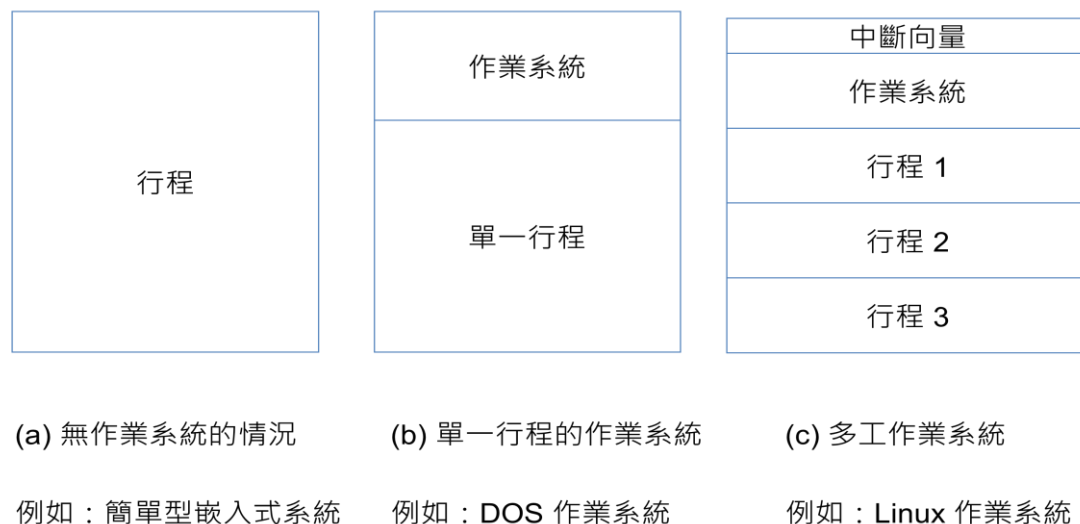 行程
作業系統
單一行程
中斷向量
作業系統
行程 1
行程 2
行程 3
(a) 無作業系統的情況
例如：簡單型嵌入式系統
(b) 單一行程的作業系統
例如：DOS 作業系統
(c) 多工作業系統
例如：Linux 作業系統